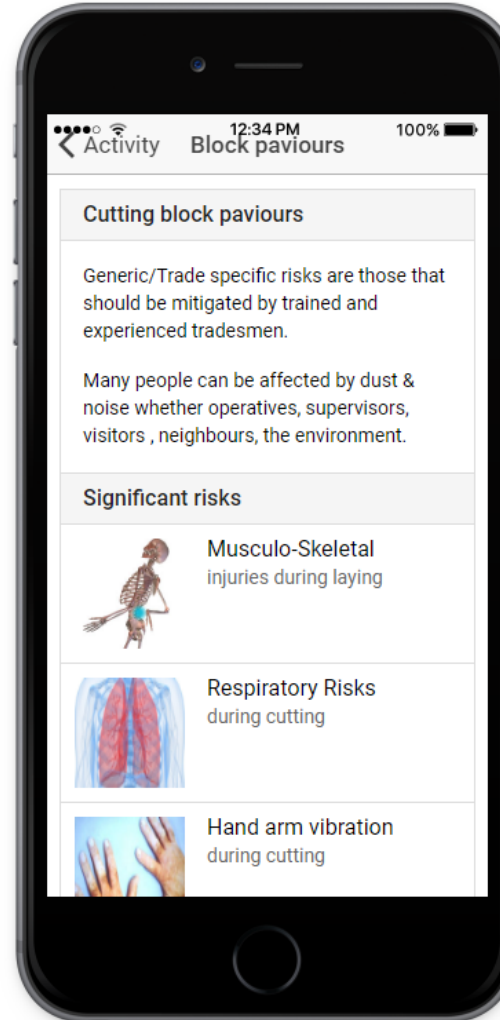 12:34 PM
100%
Activity
Block paviours
Cutting block paviours
Generic/Trade specific risks are those that
should be mitigated by trained and
experienced tradesmen.
Many people can be affected by dust &
noise whether operatives, supervisors,
visitors , neighbours, the environment.
Significant risks
Musculo-Skeletal
injuries during laying
Respiratory Risks
during cutting
Hand arm vibration
during cutting